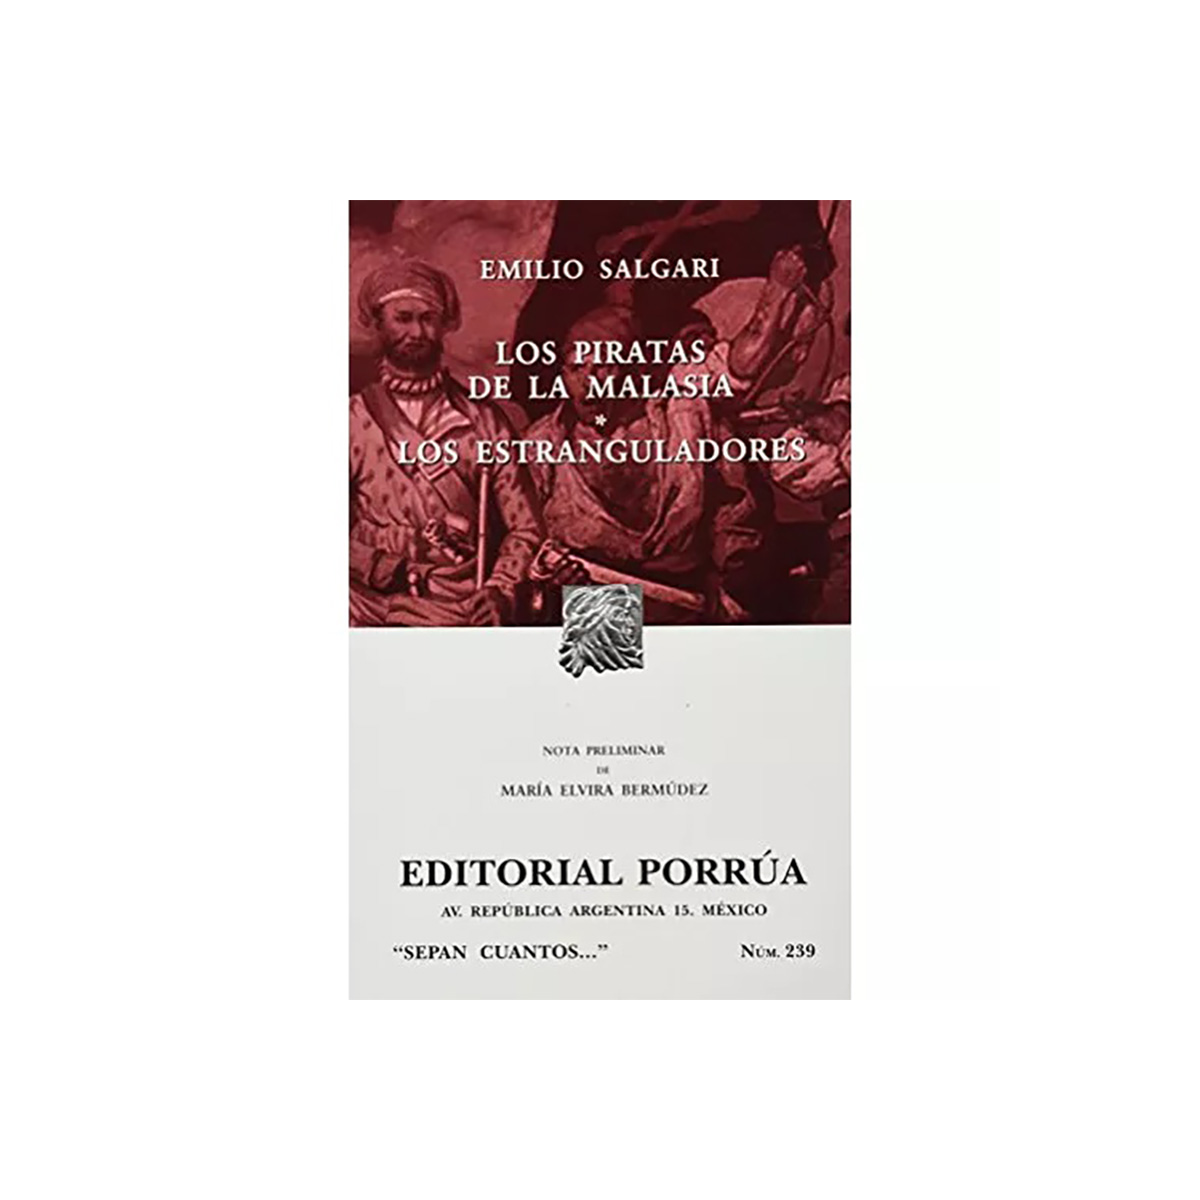 EMILIO SALGARI
LOS PIRATAS
DE LA MALASIA
*
LOS ESTRANGULADORES
NOTA PRELIMINAR
DE
MARÍA ELVIRA BERMÚDEZ
EDITORIAL PORRÚA
AV. REPÚBLICA ARGENTINA 15. MÉXICO
“SEPAN CUANTOS...” NÚM. 239